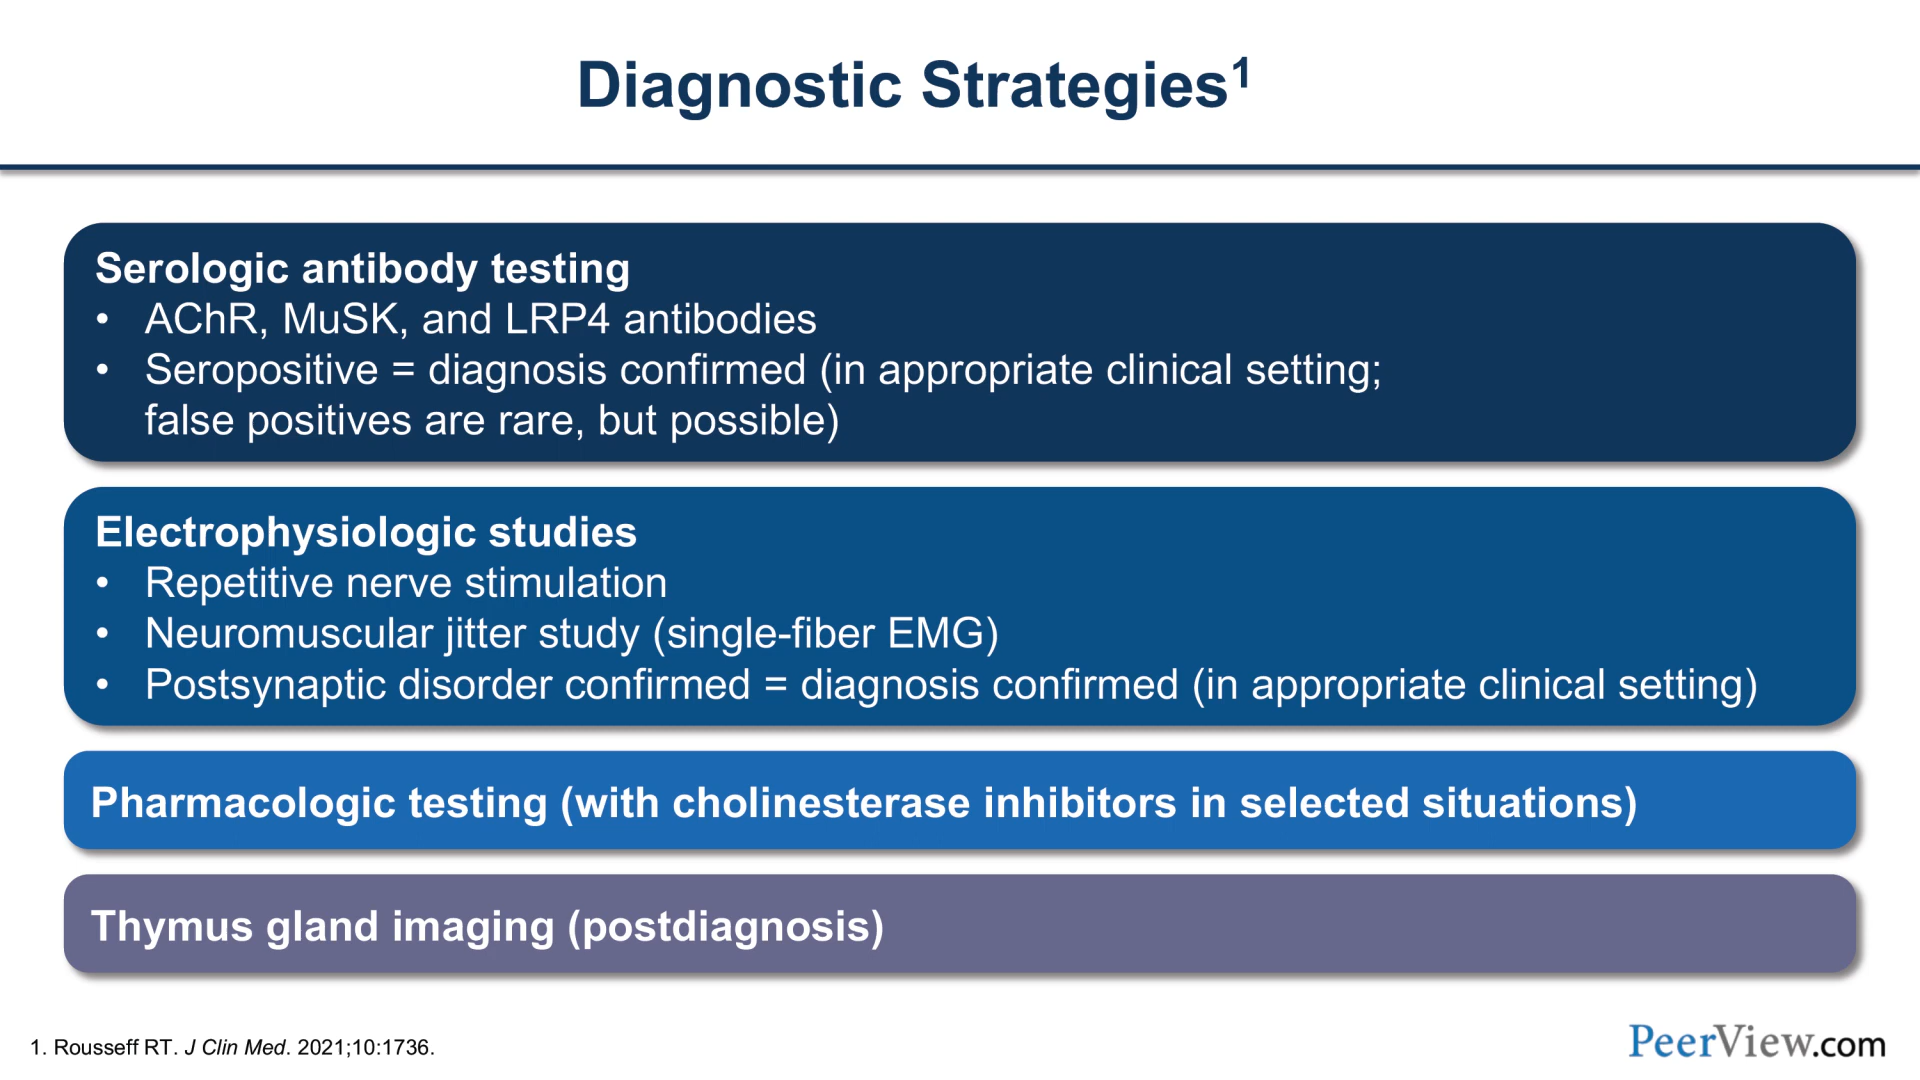 Diagnostic Strategies1
Serologic antibody testing
• AChR, MuSK, and LRP4 antibodies
• Seropositive = diagnosis confirmed (in appropriate clinical setting;
false positives are rare, but possible)
Electrophysiologic studies
• Repetitive nerve stimulation
• Neuromuscular jitter study (single-fiber EMG)
• Postsynaptic disorder confirmed = diagnosis confirmed (in appropriate clinical setting)
Pharmacologic testing (with cholinesterase inhibitors in selected situations)
Thymus gland imaging (postdiagnosis)
1. Rousseff RT. J Clin Med. 2021;10:1736.
PeerView.com